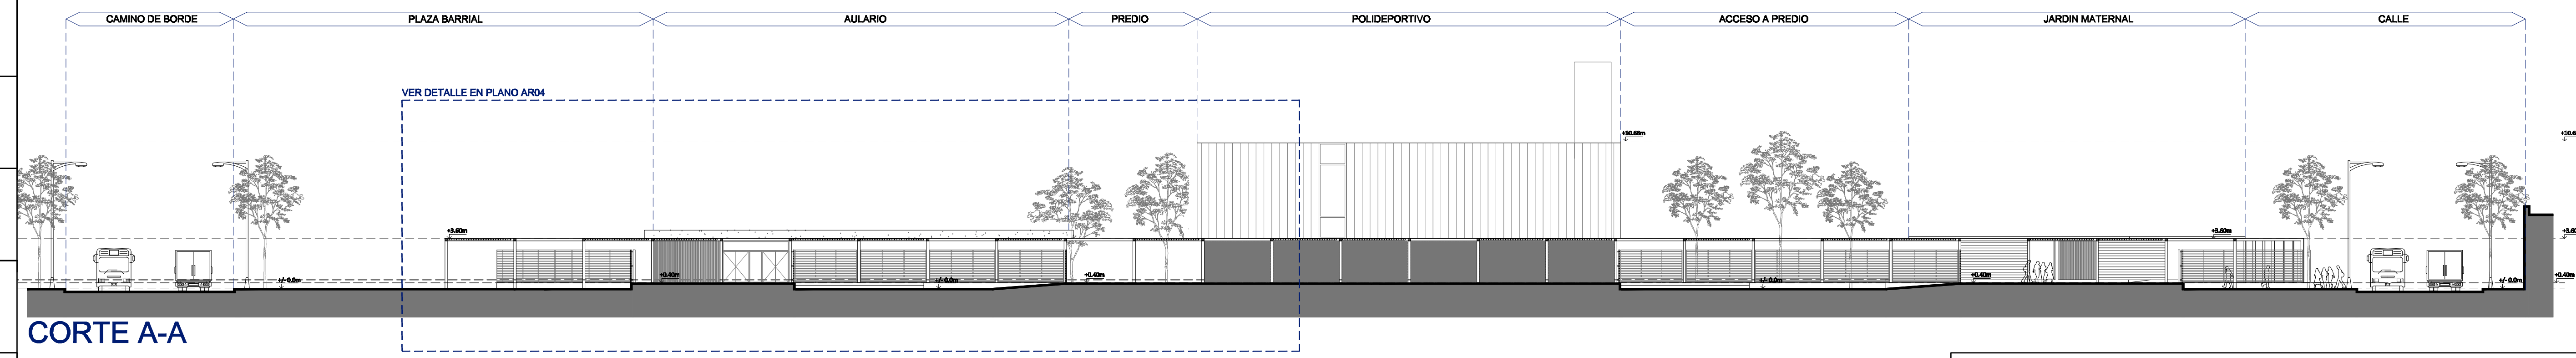 CAMINO DE BORDE
PLAZA BARRIAL
AULARIO
PREDIO
POLIDEPORTIVO
ACCESO A PREDIO
JARDIN MATERNAL
CALLE
VER DETALLE EN PLANO AR04
+10.68m
+3.60m
+3.60m
+/- 0.0m
+0.40m
+/- 0.0m
+0.40m
+/- 0.0m
+0.40m
+/- 0.0m
+0.40m
CORTE A-A